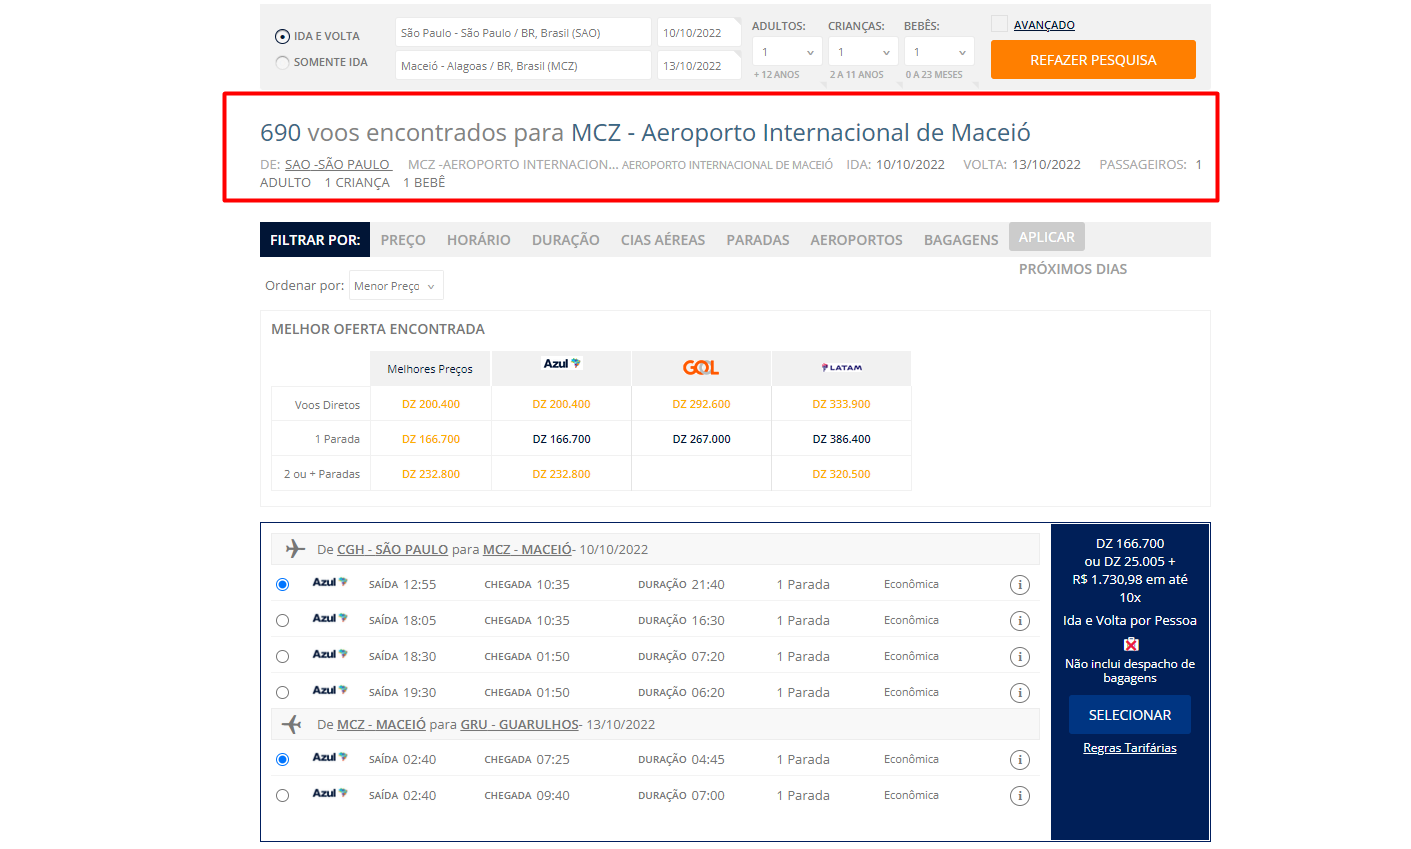 IDA E VOLTA
SOMENTE IDA
São Paulo - São Paulo / BR, Brasil (SAO) 10/10/2022
Maceió - Alagoas / BR, Brasil (MCZ) 13/10/2022
ADULTOS: CRIANÇAS: BEBÊS:
1 1 1
+ 12 ANOS 2 A 11 ANOS 0 A 23 MESES
AVANÇADO
REFAZER PESQUISA
690 voos encontrados para MCZ - Aeroporto Internacional de Maceió
DE: SAO -SÃO PAULO MCZ -AEROPORTO INTERNACION... AEROPORTO INTERNACIONAL DE MACEIÓ IDA: 10/10/2022 VOLTA: 13/10/2022 PASSAGEIROS: 1
ADULTO 1 CRIANÇA 1 BEBÊ
FILTRAR POR: PREÇO HORÁRIO DURAÇÃO CIAS AÉREAS PARADAS AEROPORTOS BAGAGENS APLICAR
PRÓXIMOS DIAS
Ordenar por: Menor Preço
MELHOR OFERTA ENCONTRADA
Melhores Preços Azul GOL LATAM
Voos Diretos DZ 200.400 DZ 200.400 DZ 292.600 DZ 333.900
1 Parada DZ 166.700 DZ 166.700 DZ 267.000 DZ 386.400
2 ou + Paradas DZ 232.800 DZ 232.800 DZ 320.500
De CGH - SÃO PAULO para MCZ - MACEIÓ- 10/10/2022
Azul SAÍDA 12:55 CHEGADA 10:35 DURAÇÃO 21:40 1 Parada Econômica
Azul SAÍDA 18:05 CHEGADA 10:35 DURAÇÃO 16:30 1 Parada Econômica
Azul SAÍDA 18:30 CHEGADA 01:50 DURAÇÃO 07:20 1 Parada Econômica
Azul SAÍDA 19:30 CHEGADA 01:50 DURAÇÃO 06:20 1 Parada Econômica
De MCZ - MACEIÓ para GRU - GUARULHOS- 13/10/2022
Azul SAÍDA 02:40 CHEGADA 07:25 DURAÇÃO 04:45 1 Parada Econômica
Azul SAÍDA 02:40 CHEGADA 09:40 DURAÇÃO 07:00 1 Parada Econômica
DZ 166.700
ou DZ 25.005 +
R$ 1.730,98 em até
10x
Ida e Volta por Pessoa
Não inclui despacho de
bagagens
SELECIONAR
Regras Tarifárias